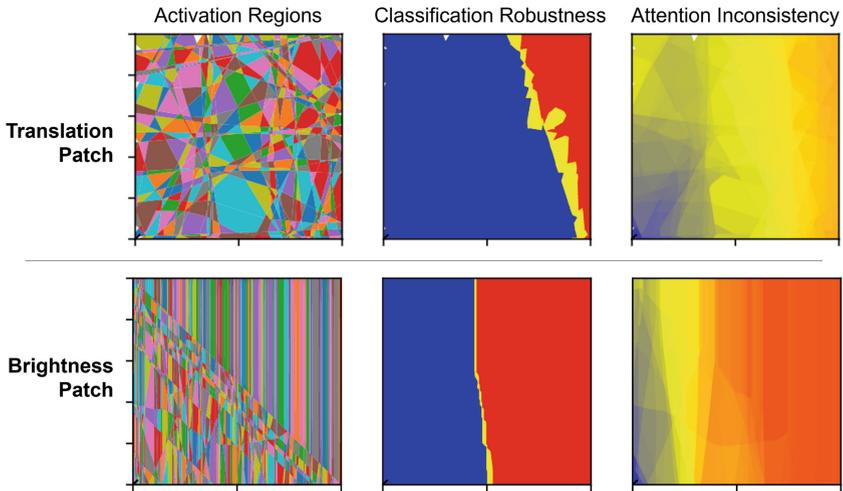 Activation Regions
Classification Robustness
Attention Inconsistency
Translation
Patch
Brightness
Patch